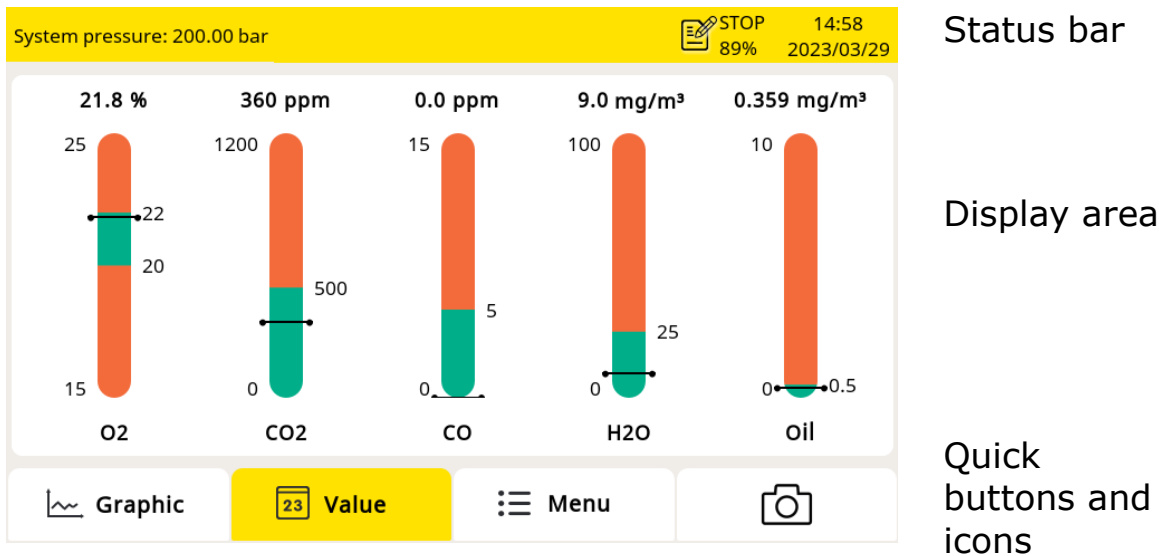 System pressure: 200.00 bar
STOP
89%
14:58
2023/03/29
Status bar
21.8 %
360 ppm
0.0 ppm
9.0 mg/m³
0.359 mg/m³
25
22
20
15
1200
500
0
15
5
0
100
25
0
10
0.5
0
O2
CO2
CO
H2O
Oil
Display area
Graphic
23
Value
Menu
Quick
buttons and
icons